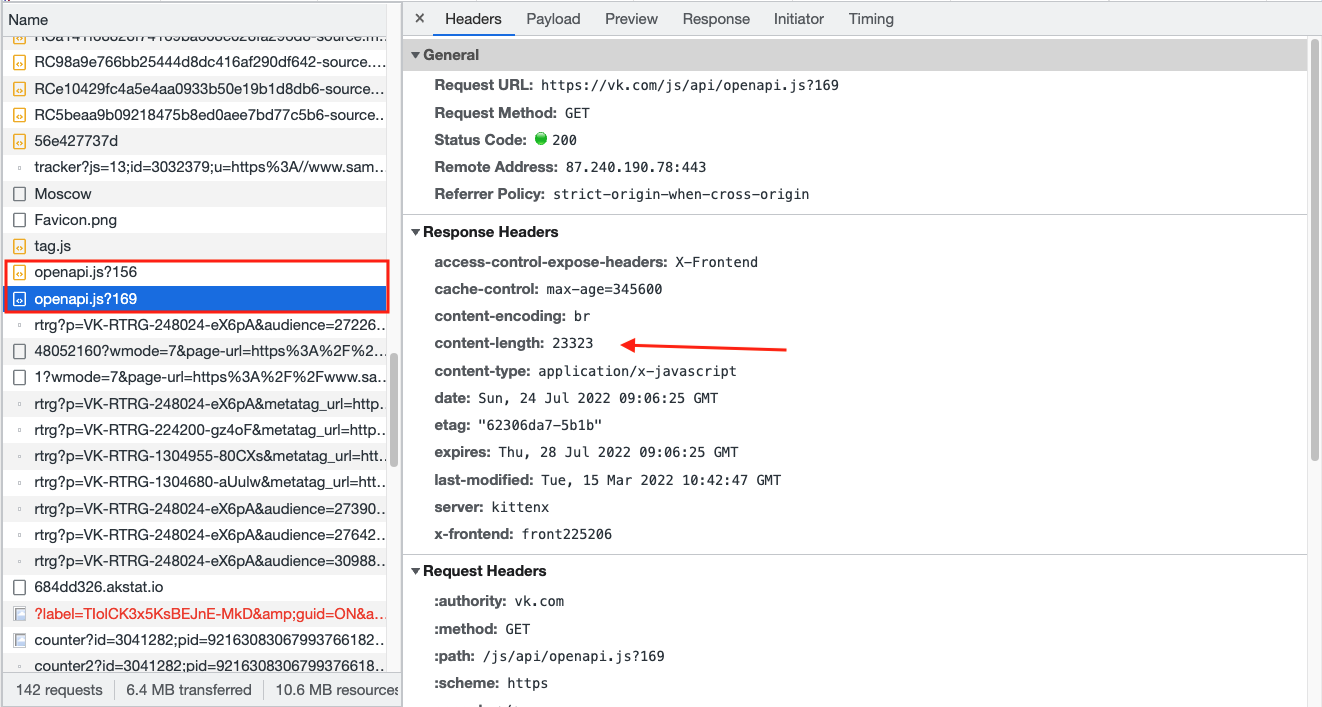 Name
RC98a9e766bb25444d8dc416af290df642-source....
RCe10429fc4a5e4aa0933b50e19b1d8db6-source...
RC5beaa9b09218475b8ed0aee7bd77c5b6-source..
56e427737d
tracker?js=13;id=3032379;u=https%3A//www.sam...
Moscow
Favicon.png
tag.js
openapi.js?156
openapi.js?169
rtrg?p=VK-RTRG-248024-eX6pA&audience=27226..
48052160?wmode=7&page-url=https%3A%2F%2...
1?wmode=7&page-url=https%3A%2F%2Fwww.sa...
rtrg?p=VK-RTRG-248024-eX6pA&metatag_url=http...
rtrg?p=VK-RTRG-224200-gz4oF&metatag_url=http...
rtrg?p=VK-RTRG-1304955-80CXs&metatag_url=htt...
rtrg?p=VK-RTRG-1304680-aUulw&metatag_url=htt...
rtrg?p=VK-RTRG-248024-eX6pA&audience=27390...
rtrg?p=VK-RTRG-248024-eX6pA&audience=27642...
rtrg?p=VK-RTRG-248024-eX6pA&audience=30988...
684dd326.akstat.io
?label=TIolCK3x5KsBEJnE-MkD&amp;guid=ON&a...
counter?id=3041282;pid=92163083067993766182...
counter2?id=3041282;pid=9216308306799376618...
142 requests
6.4 MB transferred
10.6 MB resources
× Headers Payload Preview Response Initiator Timing
General
Request URL: https://vk.com/js/api/openapi.js?169
Request Method: GET
Status Code: 200
Remote Address: 87.240.190.78:443
Referrer Policy: strict-origin-when-cross-origin
Response Headers
access-control-expose-headers: X-Frontend
cache-control: max-age=345600
content-encoding: br
content-length: 23323
content-type: application/x-javascript
date: Sun, 24 Jul 2022 09:06:25 GMT
etag: "62306da7-5b1b"
expires: Thu, 28 Jul 2022 09:06:25 GMT
last-modified: Tue, 15 Mar 2022 10:42:47 GMT
server: kittenx
x-frontend: front225206
Request Headers
:authority: vk.com
:method: GET
:path: /js/api/openapi.js?169
:scheme: https